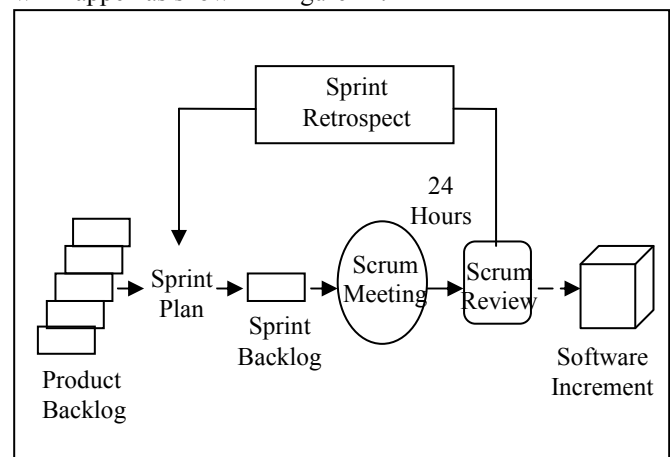 Sprint
Retrospect
24
Hours
Sprint
Plan
Scrum
Meeting
Scrum
Review
Sprint
Backlog
Product
Backlog
Software
Increment